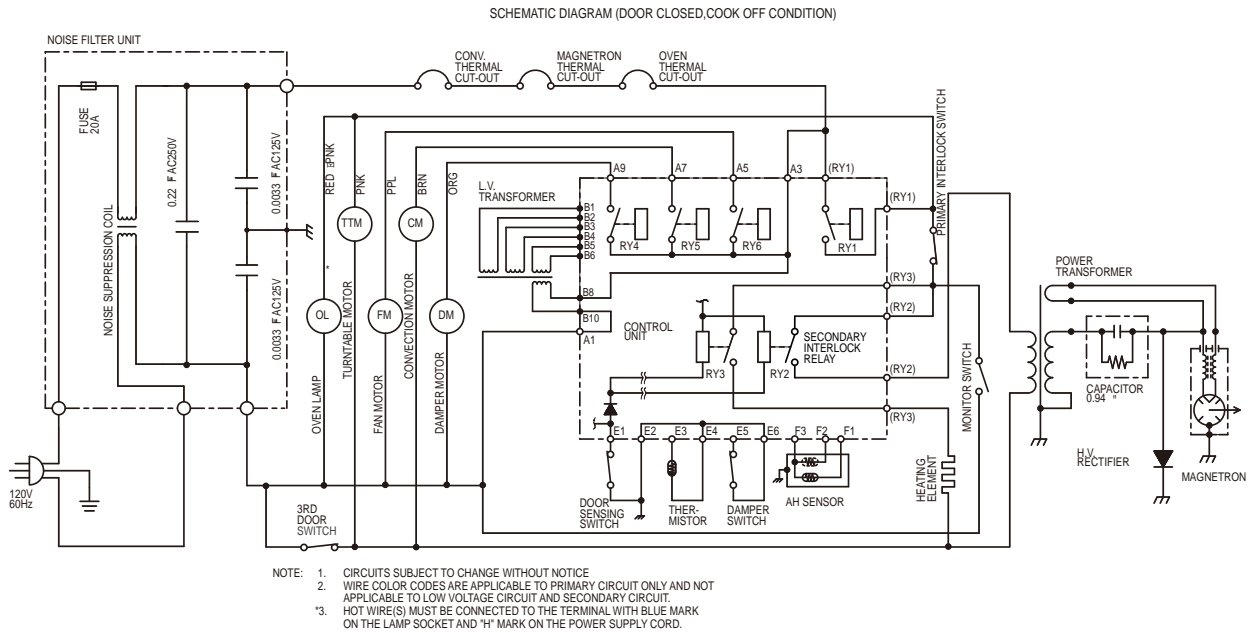 SCHEMATIC DIAGRAM (DOOR CLOSED,COOK OFF CONDITION)
NOISE FILTER UNIT
FUSE
20A
NOISE SUPPRESSION COIL
0.22 ₣ AC250V
0.0033 ₣ AC125V
0.0033 ₣ AC125V
120V
60Hz
CONV.
THERMAL
CUT-OUT
MAGNETRON
THERMAL
CUT-OUT
OVEN
THERMAL
CUT-OUT
PRIMARY INTERLOCK SWITCH
RED PNK
PNK
PPL
BRN
ORG
*
TTM
CM
OL
FM
DM
OVEN LAMP
TURNTABLE MOTOR
FAN MOTOR
CONVECTION MOTOR
DAMPER MOTOR
L.V.
TRANSFORMER
A9
A7
A5
A3
(RY1)
(RY1)
B1
B2
B3
B4
B5
B6
B8
B10
A1
RY4
RY5
RY6
RY1
(RY3)
(RY2)
CONTROL
UNIT
RY3
RY2
SECONDARY
INTERLOCK
RELAY
(RY2)
(RY3)
E1
E2
E3
E4
E5
E6
F3
F2
F1
DOOR
SENSING
SWITCH
THER-
MISTOR
DAMPER
SWITCH
AH SENSOR
HEATING
ELEMENT
MONITOR SWITCH
POWER
TRANSFORMER
CAPACITOR
0.94 "
H.V.
RECTIFIER
MAGNETRON
3RD
DOOR
SWITCH
NOTE: 1. CIRCUITS SUBJECT TO CHANGE WITHOUT NOTICE
2. WIRE COLOR CODES ARE APPLICABLE TO PRIMARY CIRCUIT ONLY AND NOT
APPLICABLE TO LOW VOLTAGE CIRCUIT AND SECONDARY CIRCUIT.
*3. HOT WIRE(S) MUST BE CONNECTED TO THE TERMINAL WITH BLUE MARK
ON THE LAMP SOCKET AND "H" MARK ON THE POWER SUPPLY CORD.